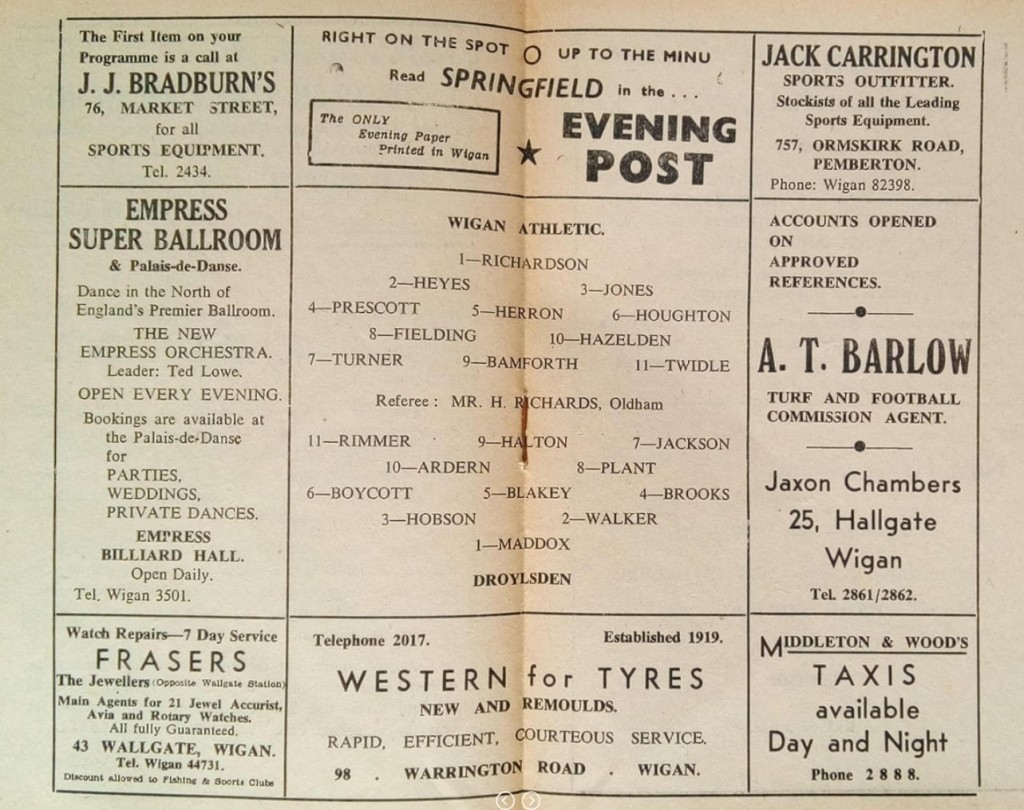 The First Item on your
Programme is a call at
J. J. BRADBURN'S
76, MARKET STREET,
for all
SPORTS EQUIPMENT.
Tel. 2434.
EMPRESS
SUPER BALLROOM
& Palais-de-Danse.
Dance in the North of
England's Premier Ballroom.
THE NEW
EMPRESS ORCHESTRA.
Leader: Ted Lowe.
OPEN EVERY EVENING.
Bookings are available at
the Palais-de-Danse
for
PARTIES,
WEDDINGS,
PRIVATE DANCES.
EMPRESS
BILLIARD HALL.
Open Daily.
Tel. Wigan 3501.
Watch Repairs—7 Day Service
FRASERS
The Jewellers (Opposite Wallgate Station)
Main Agents for 21 Jewel Accurist,
Avia and Rotary Watches.
All fully Guaranteed.
43 WALLGATE, WIGAN.
Tel. Wigan 44731.
Discount allowed to Fishing & Sports Clubs
RIGHT ON THE SPOT O UP TO THE MINU
Read SPRINGFIELD in the . . .
The ONLY
Evening Paper
Printed in Wigan
★ EVENING
POST
WIGAN ATHLETIC.
1—RICHARDSON
2—HEYES 3—JONES
4—PRESCOTT 5—HERRON 6—HOUGHTON
8—FIELDING 10—HAZELDEN
7—TURNER 9—BAMFORTH 11—TWIDLE
Referee : MR. H. RICHARDS, Oldham
11—RIMMER 9—HALTON 7—JACKSON
10—ARDERN 8—PLANT
6—BOYCOTT 5—BLAKEY 4—BROOKS
3—HOBSON 2—WALKER
1—MADDOX
DROYLSDEN
Telephone 2017. Established 1919.
WESTERN for TYRES
NEW AND REMOULDS.
RAPID, EFFICIENT, COURTEOUS SERVICE.
98 . WARRINGTON ROAD . WIGAN.
JACK CARRINGTON
SPORTS OUTFITTER.
Stockists of all the Leading
Sports Equipment.
757, ORMSKIRK ROAD,
PEMBERTON.
Phone: Wigan 82398.
ACCOUNTS OPENED
ON
APPROVED
REFERENCES.
A. T. BARLOW
TURF AND FOOTBALL
COMMISSION AGENT.
Jaxon Chambers
25, Hallgate
Wigan
Tel. 2861/2862.
MIDDLETON & WOOD'S
TAXIS
available
Day and Night
Phone 2888.